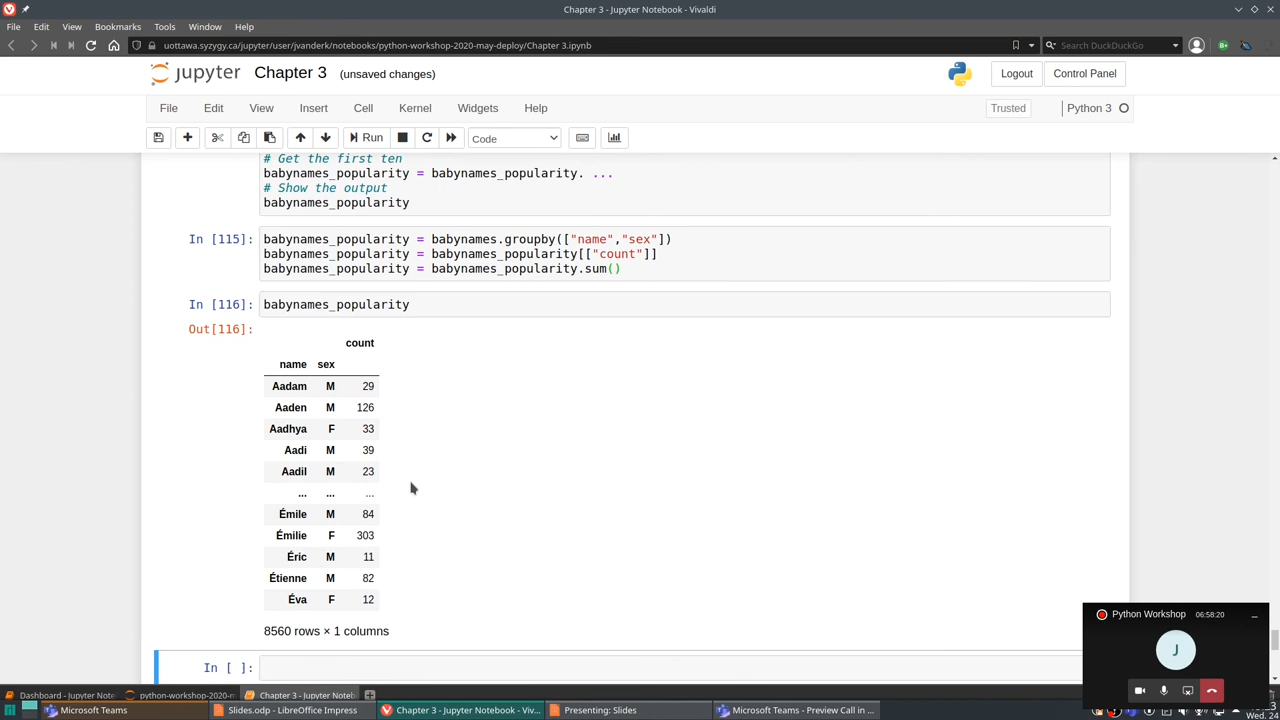 Chapter 3 - Jupyter Notebook - Vivaldi
File Edit View Bookmarks Tools Window Help
uottawa.syzygy.ca/jupyter/user/jvanderk/notebooks/python-workshop-2020-may-deploy/Chapter 3.ipynb
Search DuckDuckGo
jupyter Chapter 3 (unsaved changes)
Logout Control Panel
File Edit View Insert Cell Kernel Widgets Help
Trusted Python 3
Run Code
# Get the first ten
babynames_popularity = babynames_popularity. ...
# Show the output
babynames_popularity
In [115]: babynames_popularity = babynames.groupby(["name","sex"])
babynames_popularity = babynames_popularity[["count"]]
babynames_popularity = babynames_popularity.sum()
In [116]: babynames_popularity
Out[116]:
count
name sex
Aadam M 29
Aaden M 126
Aadhya F 33
Aadi M 39
Aadil M 23
... ... ...
Émile M 84
Émilie F 303
Éric M 11
Étienne M 82
Éva F 12
8560 rows × 1 columns
In [ ]:
Python Workshop 06:58:20
J
Dashboard - Jupyter Note python-workshop-2020-m Chapter 3 - Jupyter Noteb
Microsoft Teams Slides.odp - LibreOffice Impress Chapter 3 - Jupyter Notebook - Viv... Presenting: Slides Microsoft Teams - Preview Call in ...
Wed. 24